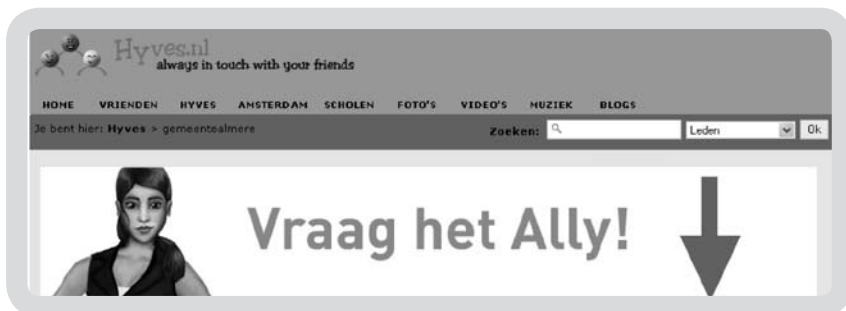 Hyves.nl
always in touch with your friends
HOME VRIENDEN HYVES AMSTERDAM SCHOLEN FOTO'S VIDEO'S MUZIEK BLOGS
Je bent hier: Hyves > gemeentealmere Zoeken: Leden Ok
Vraag het Ally!